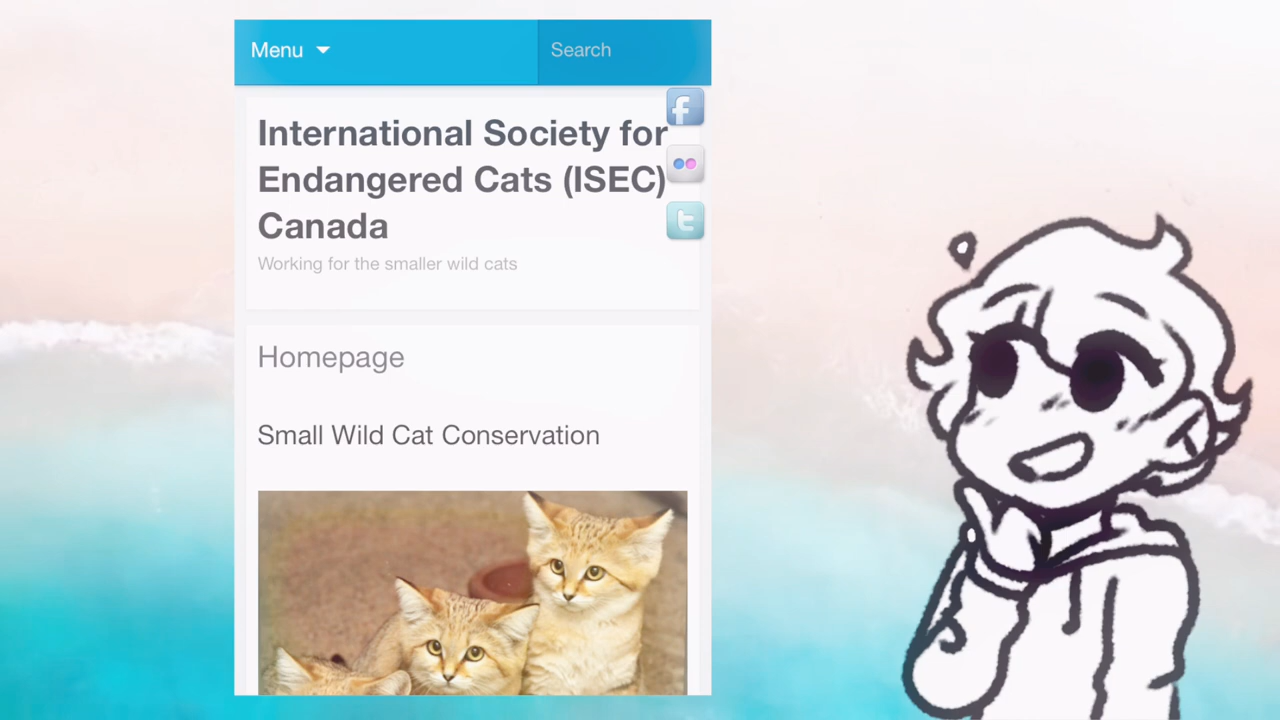 Menu
Search
International Society for
Endangered Cats (ISEC)
Canada
Working for the smaller wild cats
Homepage
Small Wild Cat Conservation